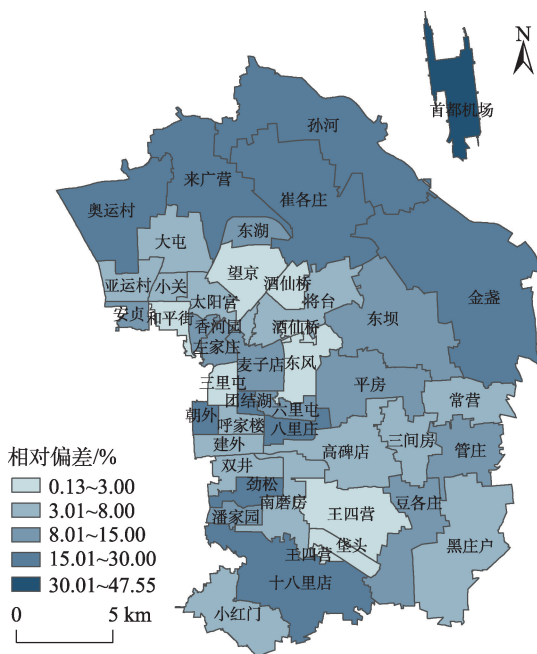 N
首都机场
孙河
来广营
崔各庄
奥运村
东湖
大屯
望京
酒仙桥
亚运村
小关
将台
金盏
太阳宫
安贞
和平街
香河园
酒仙桥
东坝
左家庄
麦子店
东风
三里屯
平房
团结湖
六里屯
常营
朝外
呼家楼
八里庄
建外
高碑店
三间房
管庄
双井
劲松
南磨房
豆各庄
潘家园
王四营
黑庄户
王四营
垡头
十八里店
小红门
相对偏差/%
0.13~3.00
3.01~8.00
8.01~15.00
15.01~30.00
30.01~47.55
0 5 km